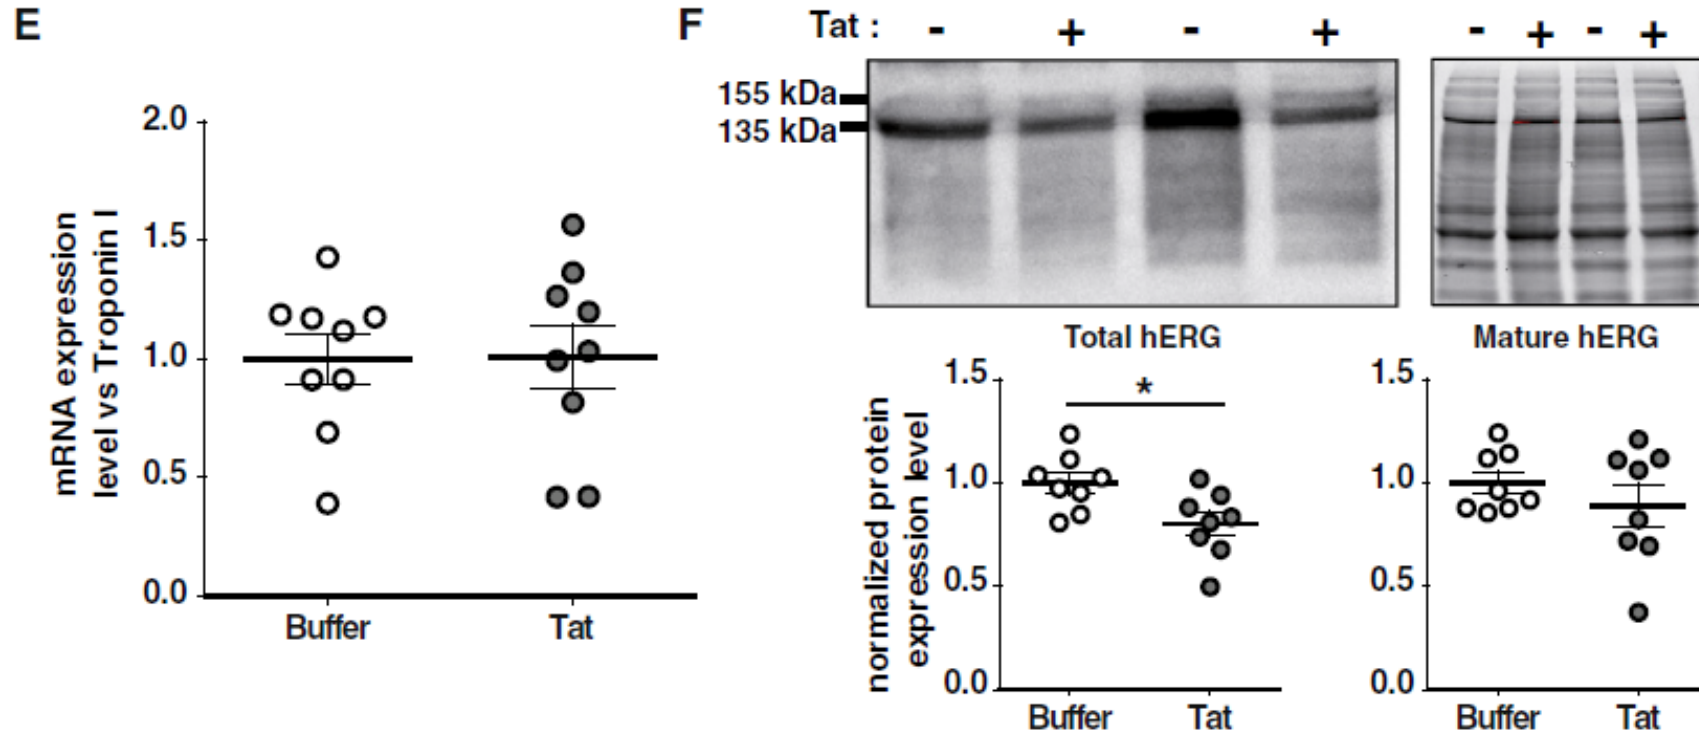 E
mRNA expression
level vs Troponin I
2.0
1.5
1.0
0.5
0.0
Buffer Tat
F
Tat : - + - + - + - +
155 kDa
135 kDa
Total hERG
normalized protein
expression level
1.5
*
1.0
0.5
0.0
Buffer Tat
Mature hERG
1.5
1.0
0.5
0.0
Buffer Tat